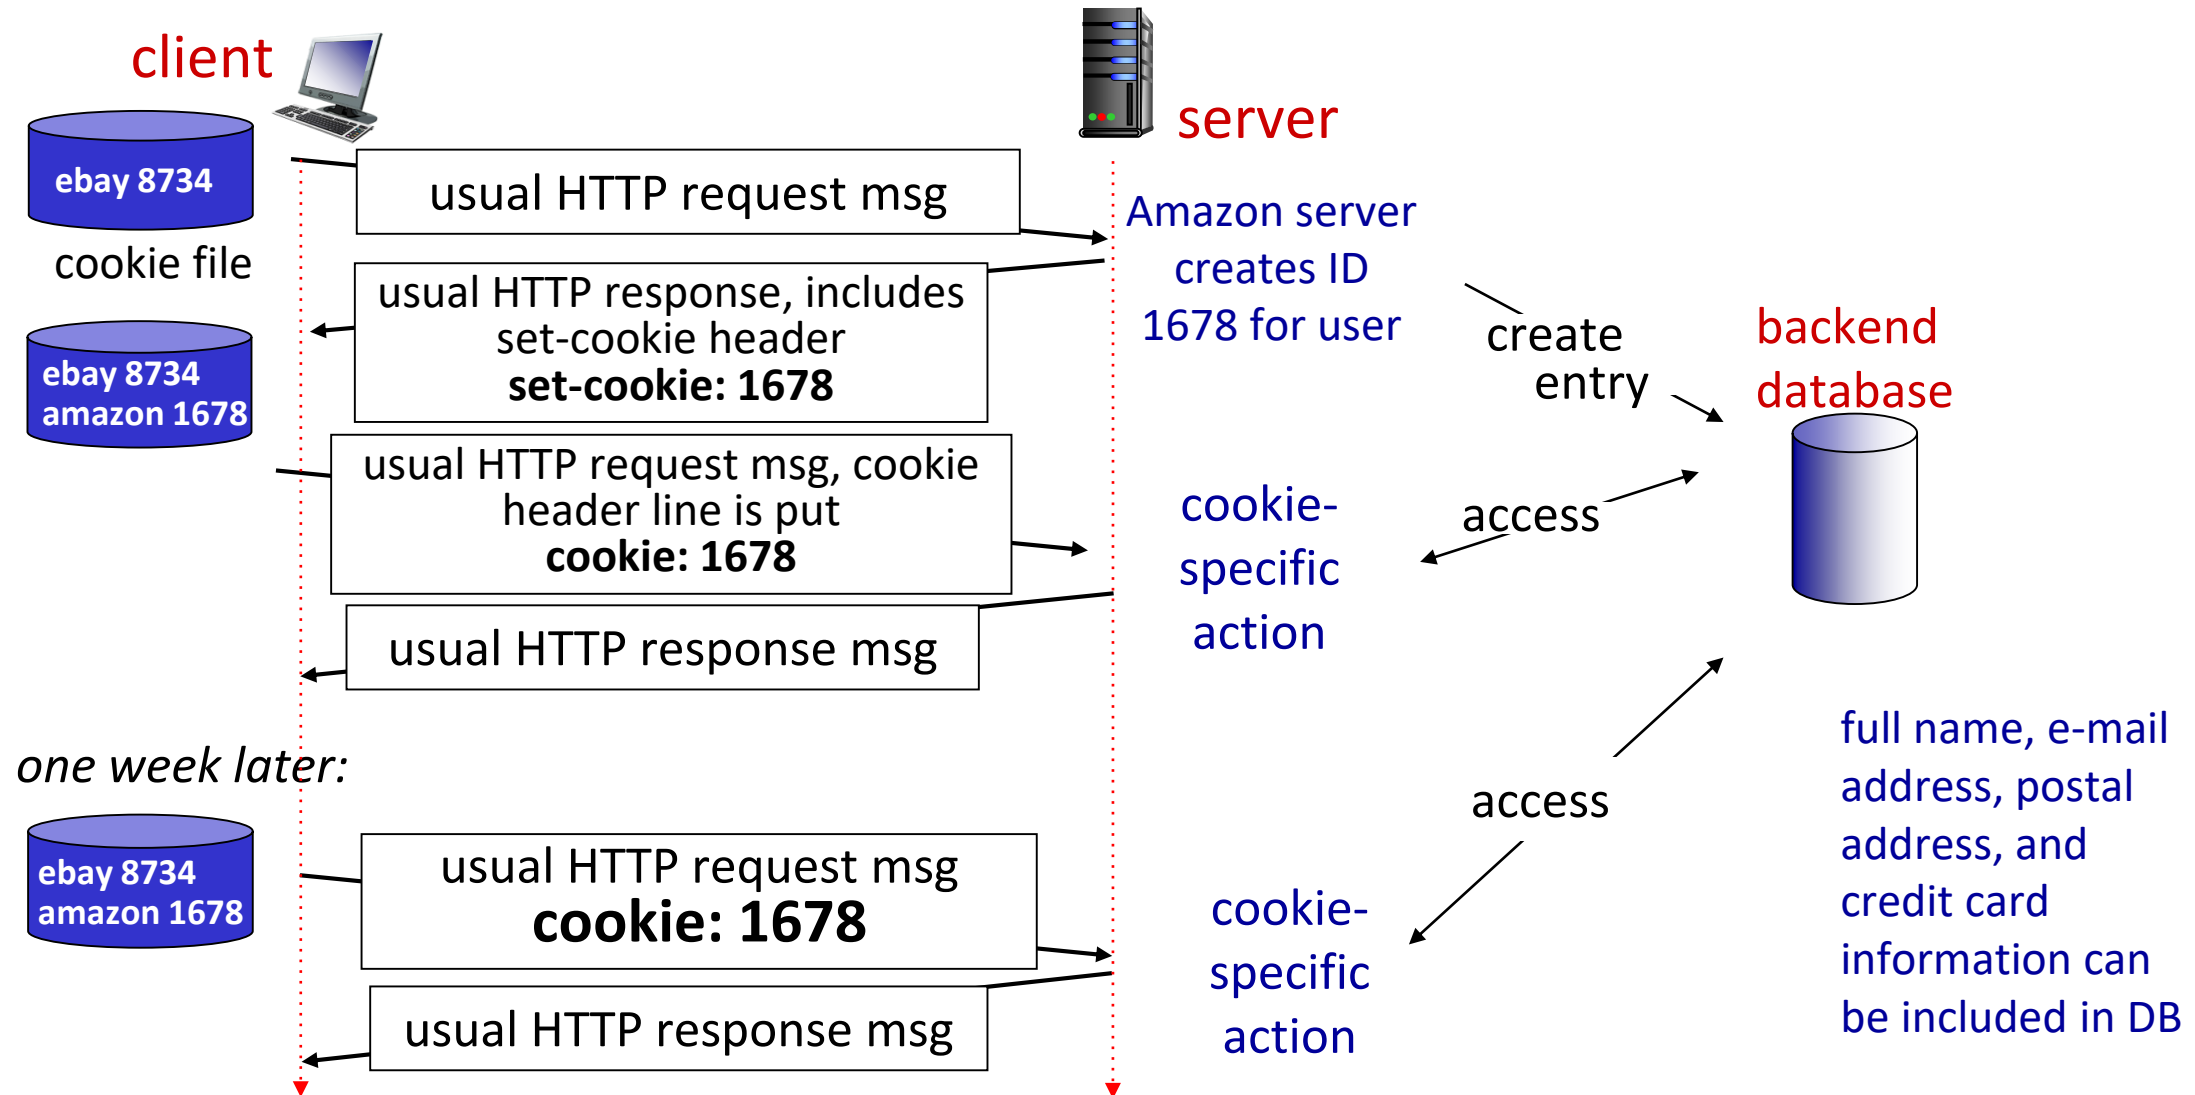 client
server
ebay 8734
cookie file
usual HTTP request msg
Amazon server
creates ID
1678 for user
usual HTTP response, includes
set-cookie header
set-cookie: 1678
create
entry
backend
database
ebay 8734
amazon 1678
usual HTTP request msg, cookie
header line is put
cookie: 1678
cookie-
specific
action
access
usual HTTP response msg
one week later:
ebay 8734
amazon 1678
usual HTTP request msg
cookie: 1678
cookie-
specific
action
access
usual HTTP response msg
full name, e-mail
address, postal
address, and
credit card
information can
be included in DB